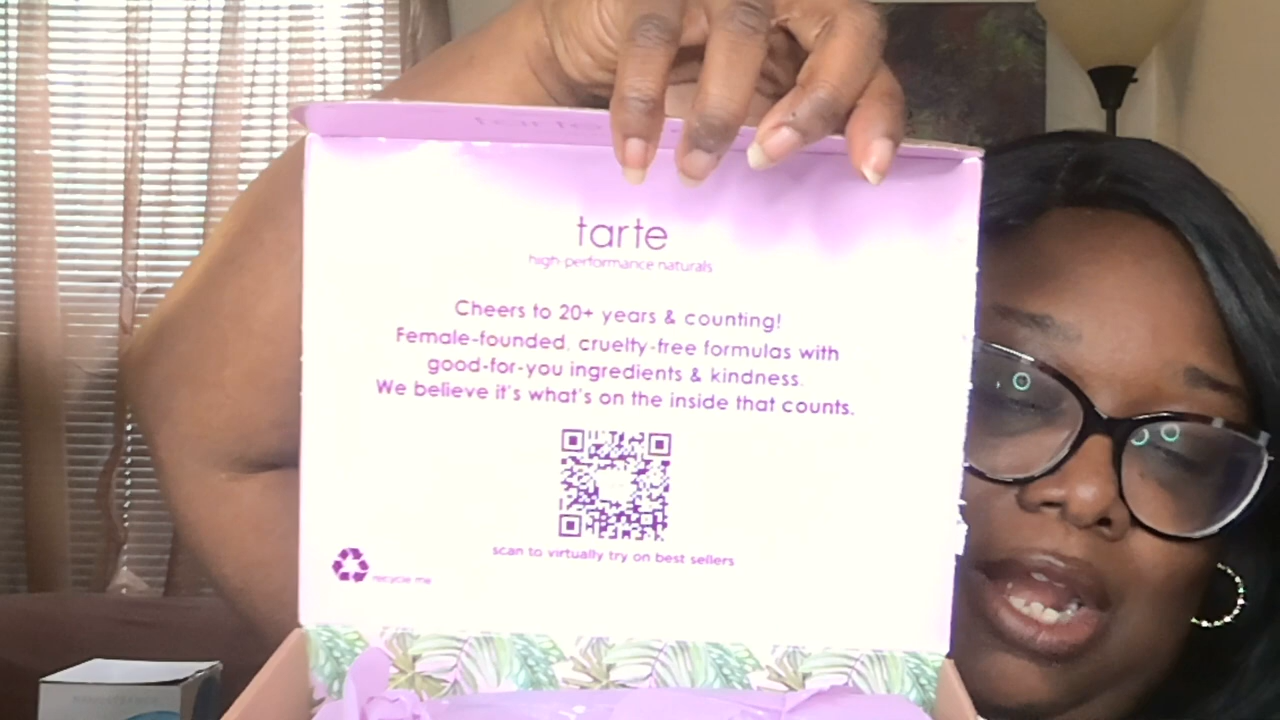 tarte
tarte
high-performance naturals
Cheers to 20+ years & counting!
Female-founded, cruelty-free formulas with
good-for-you ingredients & kindness.
We believe it's what's on the inside that counts.
scan to virtually try on best sellers
recycle me